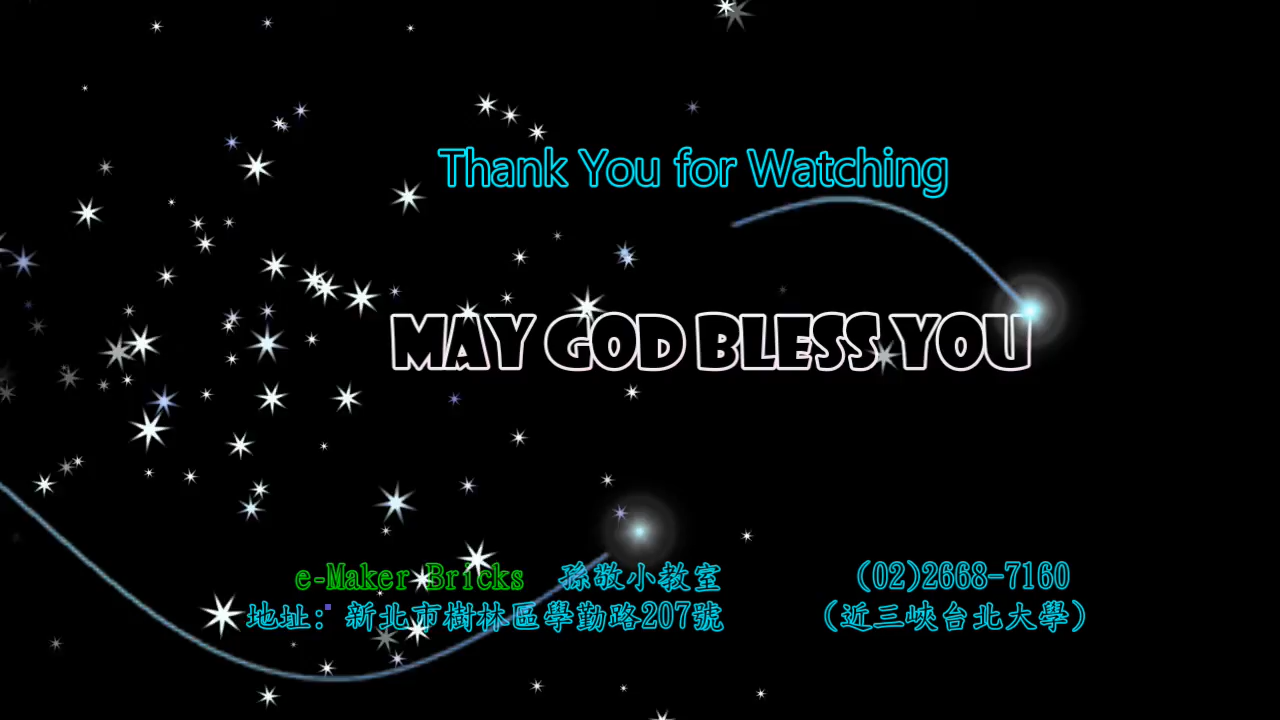 Thank You for Watching
MAY GOD BLESS YOU
e-Maker Bricks 孫敬小教室 (02)2668-7160
地址: 新北市樹林區學勤路207號 (近三峽台北大學)